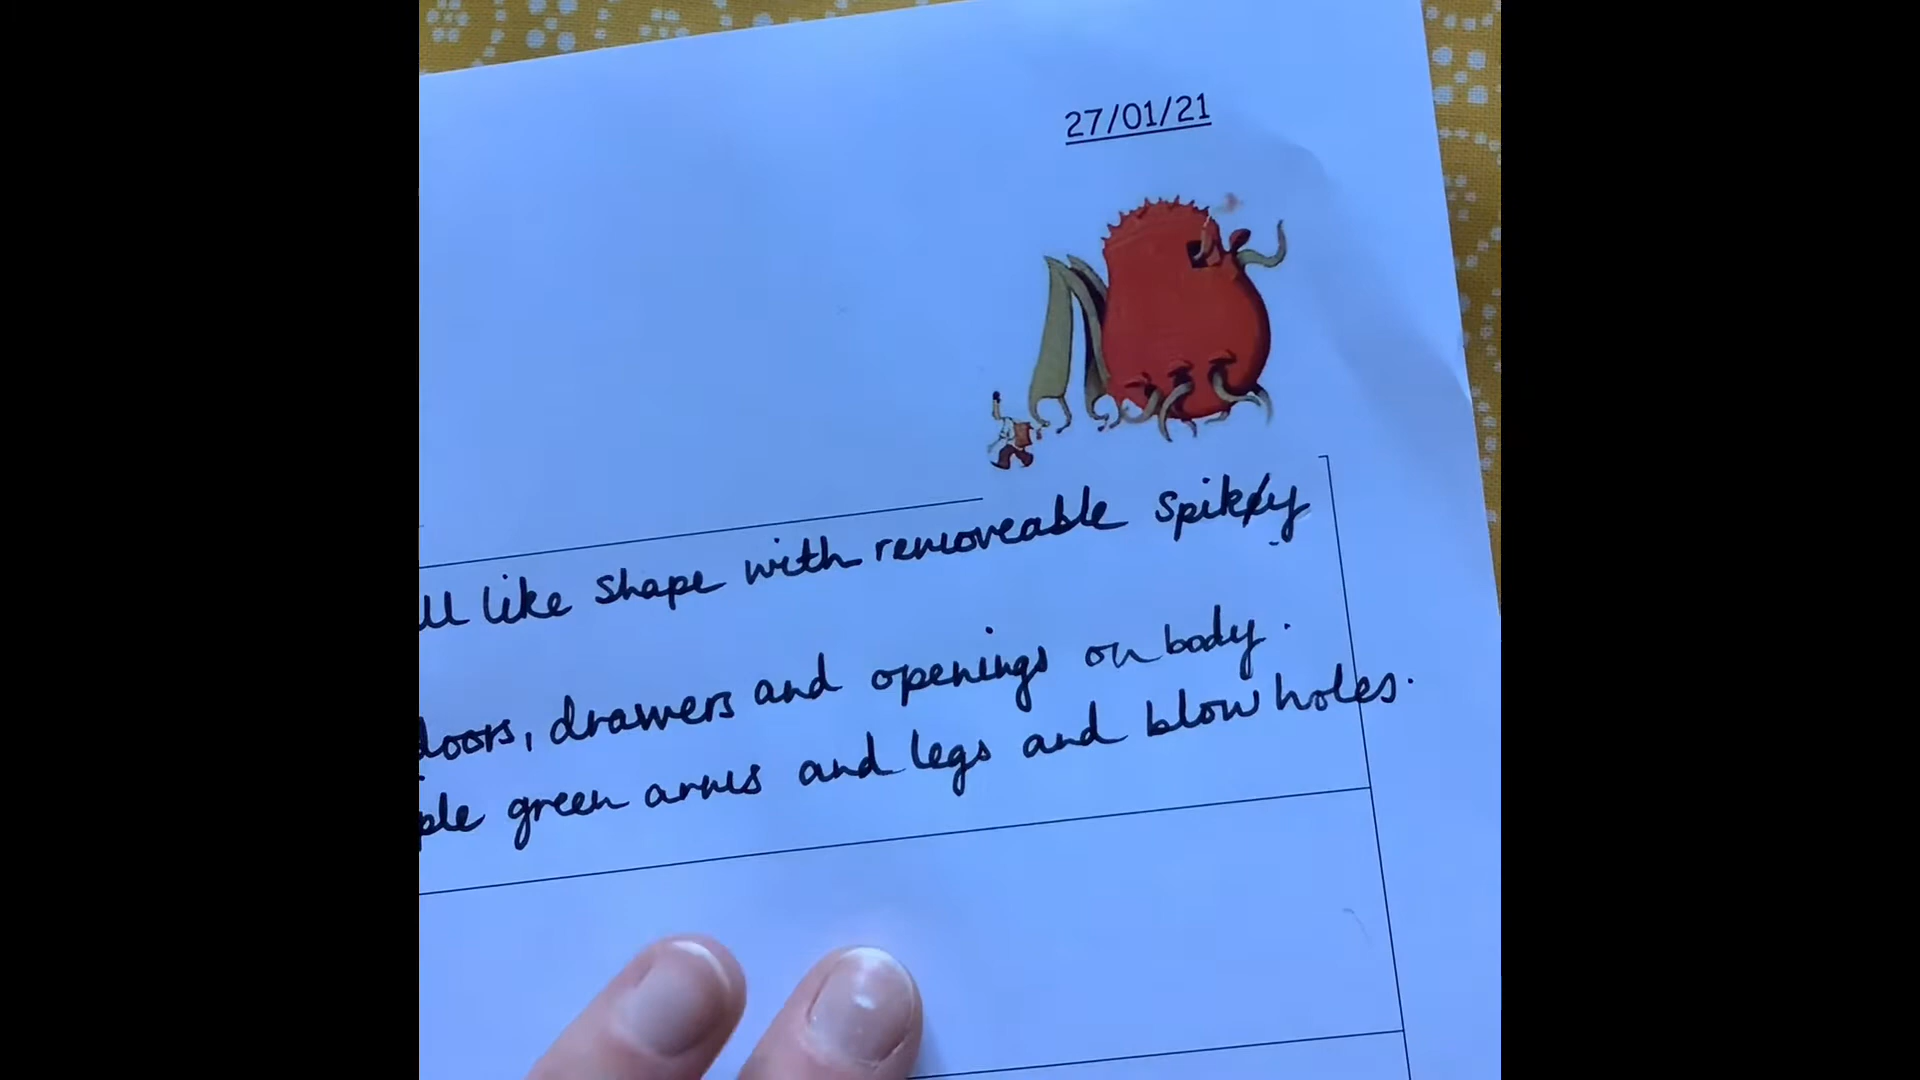 27/01/21
ll like shape with removeable spiky
doors, drawers and openings on body.
ple green arms and legs and blow holes.